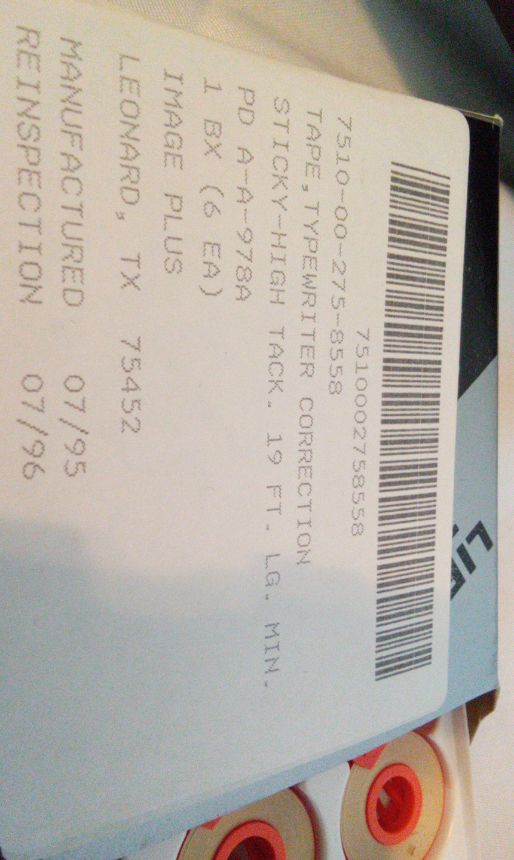 7510002758558
7510-00-275-8558
TAPE,TYPEWRITER CORRECTION
STICKY-HIGH TACK. 19 FT. LG. MIN.
PD A-A-978A
1 BX (6 EA)
IMAGE PLUS
LEONARD, TX 75452
MANUFACTURED 07/95
REINSPECTION 07/96